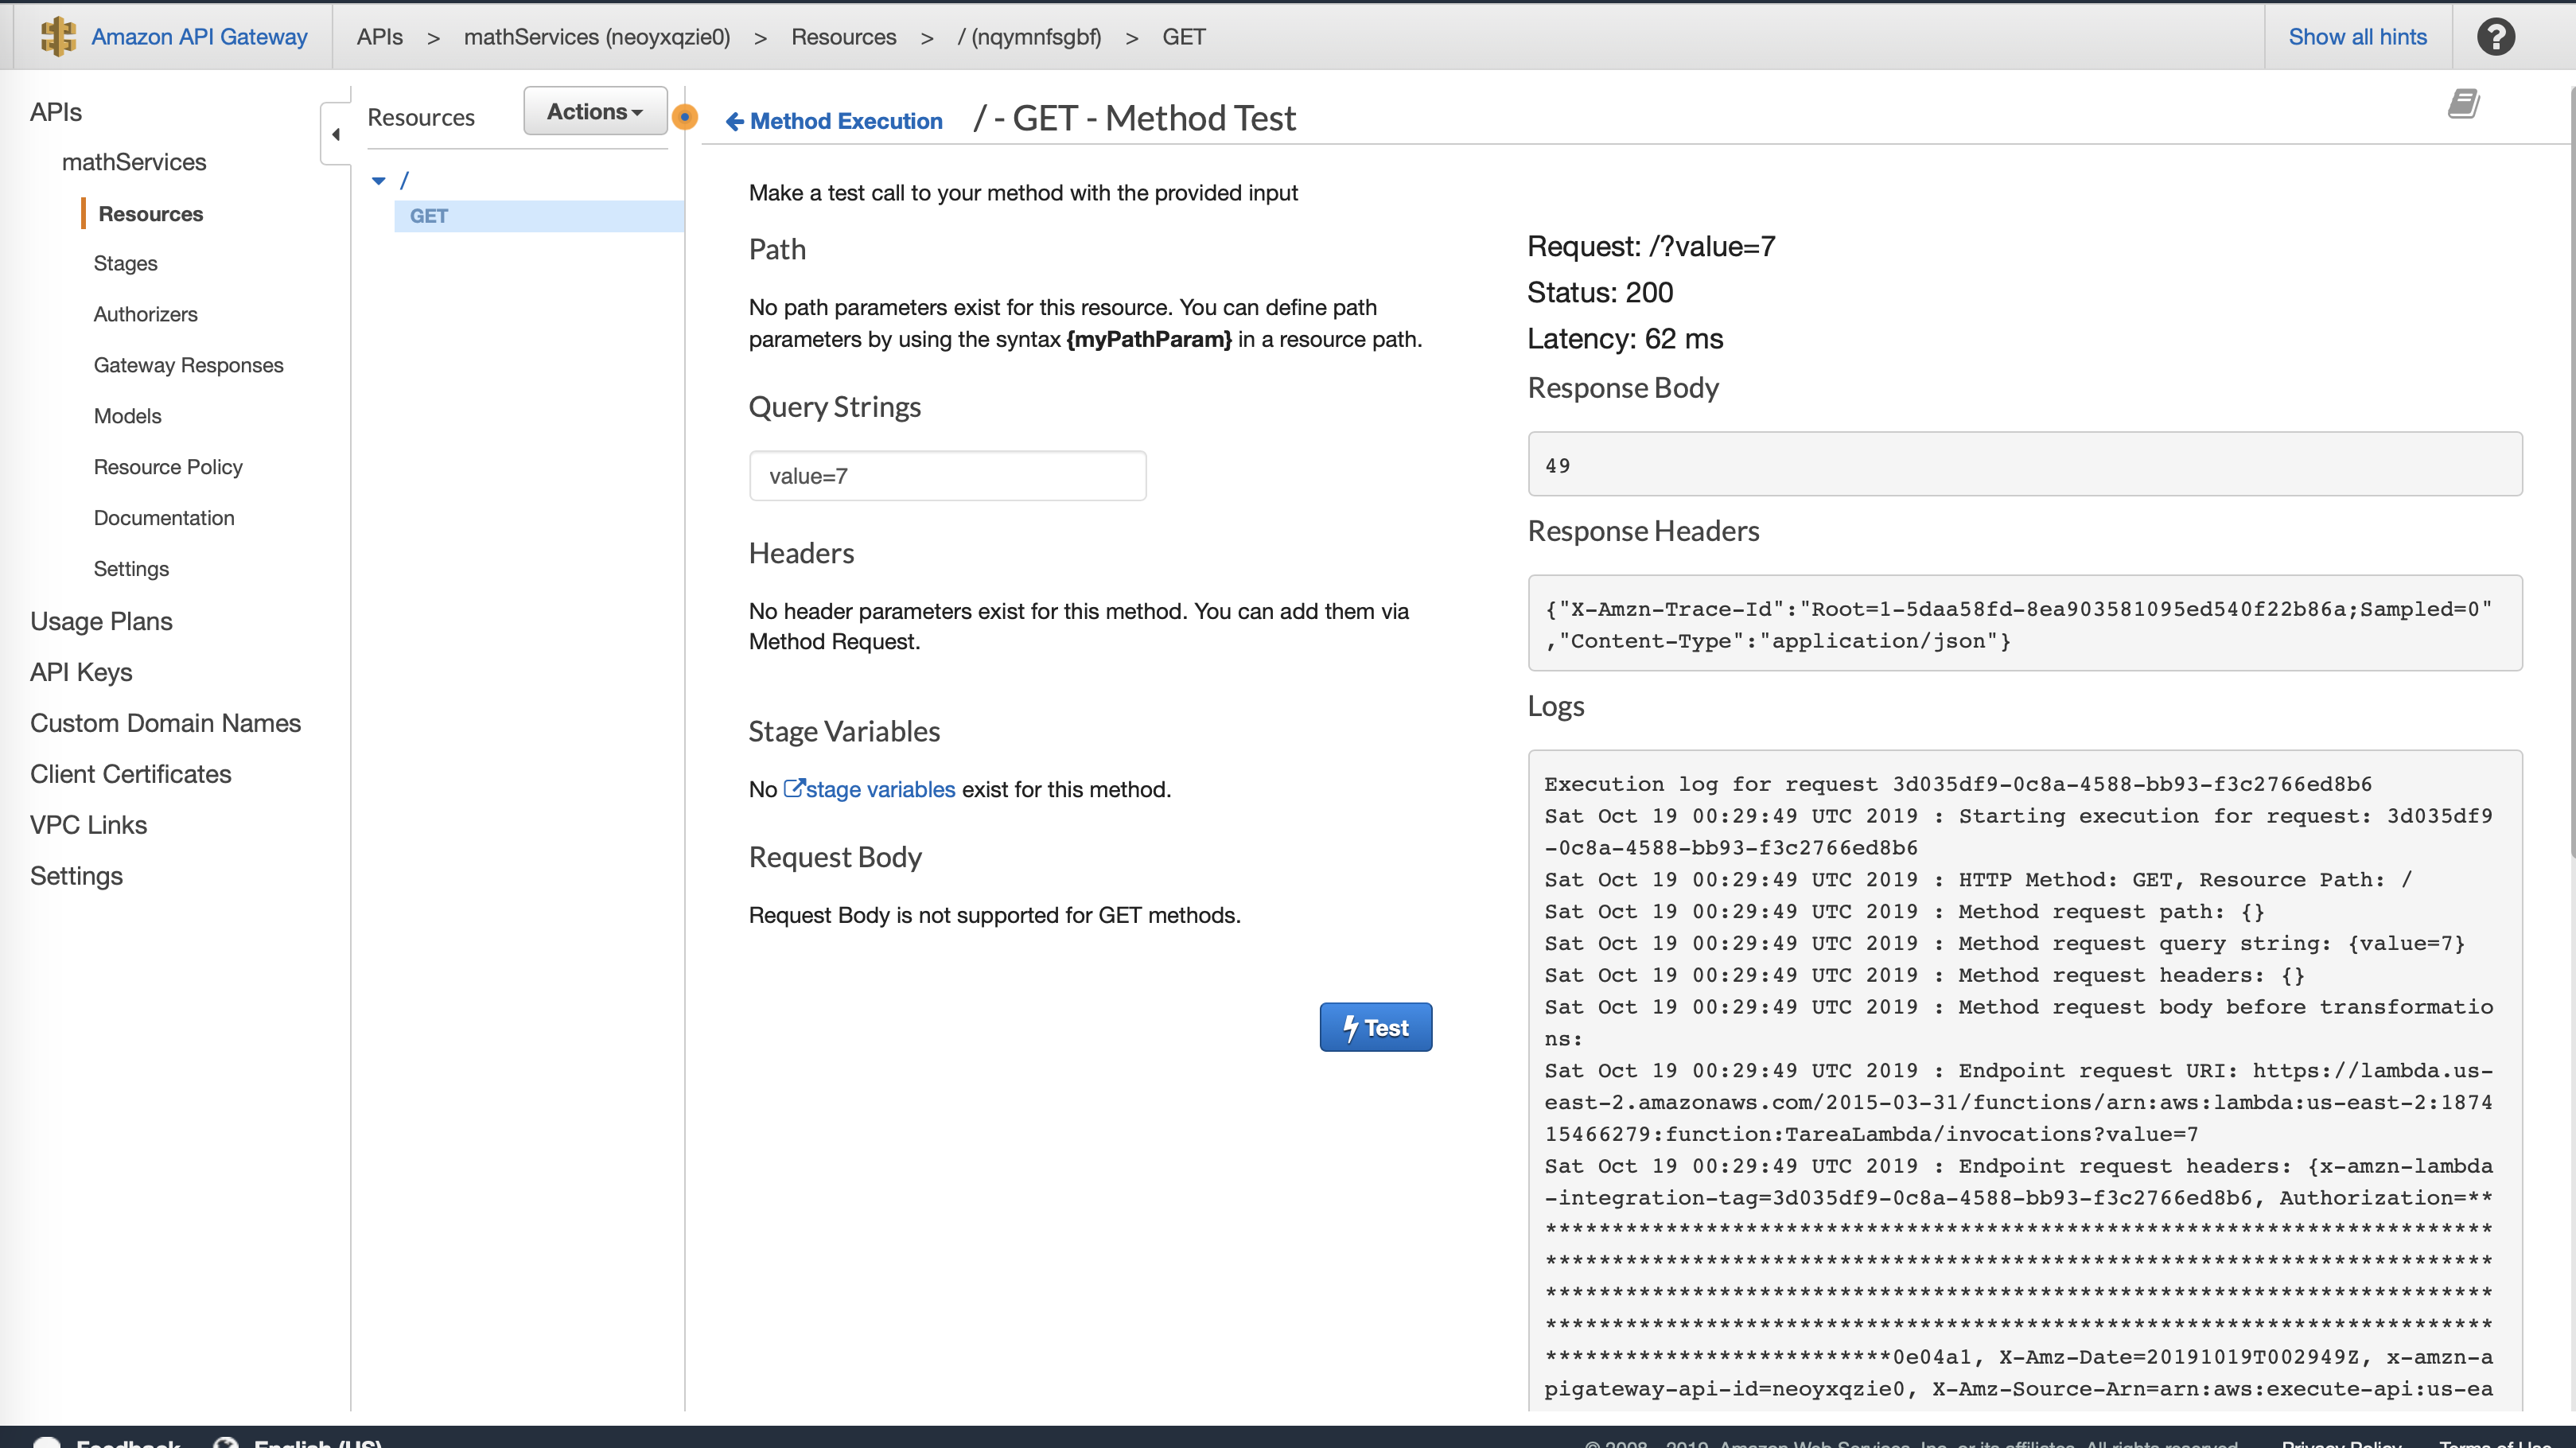 Amazon API Gateway
APIs > mathServices (neoyxqzie0) > Resources > / (nqymnfsgbf) > GET
Show all hints
?
APIs
mathServices
Resources
Stages
Authorizers
Gateway Responses
Models
Resource Policy
Documentation
Settings
Usage Plans
API Keys
Custom Domain Names
Client Certificates
VPC Links
Settings
Resources
Actions
/
GET
Method Execution
/ - GET - Method Test
Make a test call to your method with the provided input
Path
No path parameters exist for this resource. You can define path
parameters by using the syntax {myPathParam} in a resource path.
Query Strings
value=7
Headers
No header parameters exist for this method. You can add them via
Method Request.
Stage Variables
No stage variables exist for this method.
Request Body
Request Body is not supported for GET methods.
Test
Request: /?value=7
Status: 200
Latency: 62 ms
Response Body
49
Response Headers
{"X-Amzn-Trace-Id":"Root=1-5daa58fd-8ea903581095ed540f22b86a;Sampled=0"
,"Content-Type":"application/json"}
Logs
Execution log for request 3d035df9-0c8a-4588-bb93-f3c2766ed8b6
Sat Oct 19 00:29:49 UTC 2019 : Starting execution for request: 3d035df9
-0c8a-4588-bb93-f3c2766ed8b6
Sat Oct 19 00:29:49 UTC 2019 : HTTP Method: GET, Resource Path: /
Sat Oct 19 00:29:49 UTC 2019 : Method request path: {}
Sat Oct 19 00:29:49 UTC 2019 : Method request query string: {value=7}
Sat Oct 19 00:29:49 UTC 2019 : Method request headers: {}
Sat Oct 19 00:29:49 UTC 2019 : Method request body before transformatio
ns:
Sat Oct 19 00:29:49 UTC 2019 : Endpoint request URI: https://lambda.us-
east-2.amazonaws.com/2015-03-31/functions/arn:aws:lambda:us-east-2:1874
15466279:function:TareaLambda/invocations?value=7
Sat Oct 19 00:29:49 UTC 2019 : Endpoint request headers: {x-amzn-lambda
-integration-tag=3d035df9-0c8a-4588-bb93-f3c2766ed8b6, Authorization=**
***********************************************************************
***********************************************************************
***********************************************************************
***********************************************************************
**************************0e04a1, X-Amz-Date=20191019T002949Z, x-amzn-a
pigateway-api-id=neoyxqzie0, X-Amz-Source-Arn=arn:aws:execute-api:us-ea
Feedback
English (US)
© 2008 - 2019, Amazon Web Services, Inc. or its affiliates. All rights reserved.
Privacy Policy
Terms of Use